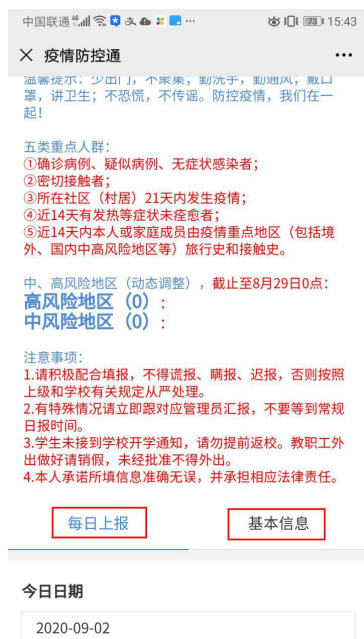 中国联通 73 15:43
疫情防控通
温馨提示：少出门，不聚集；勤洗手，勤通风；戴口
罩，讲卫生；不恐慌，不传谣。防控疫情，我们在一
起！
五类重点人群：
①确诊病例、疑似病例、无症状感染者；
②密切接触者；
③所在社区（村居）21天内发生疫情；
④近14天有发热等症状未痊愈者；
⑤近14天内本人或家庭成员由疫情重点地区（包括境
外、国内中高风险地区等）旅行史和接触史。
中、高风险地区（动态调整），截止至8月29日0点：
高风险地区（0）：
中风险地区（0）：
注意事项：
1.请积极配合填报，不得谎报、瞒报、迟报，否则按照
上级和学校有关规定从严处理。
2.有特殊情况请立即跟对应管理员汇报，不要等到常规
日报时间。
3.学生未接到学校开学通知，请勿提前返校。教职工外
出做好请销假，未经批准不得外出。
4.本人承诺所填信息准确无误，并承担相应法律责任。
每日上报 基本信息
今日日期
2020-09-02